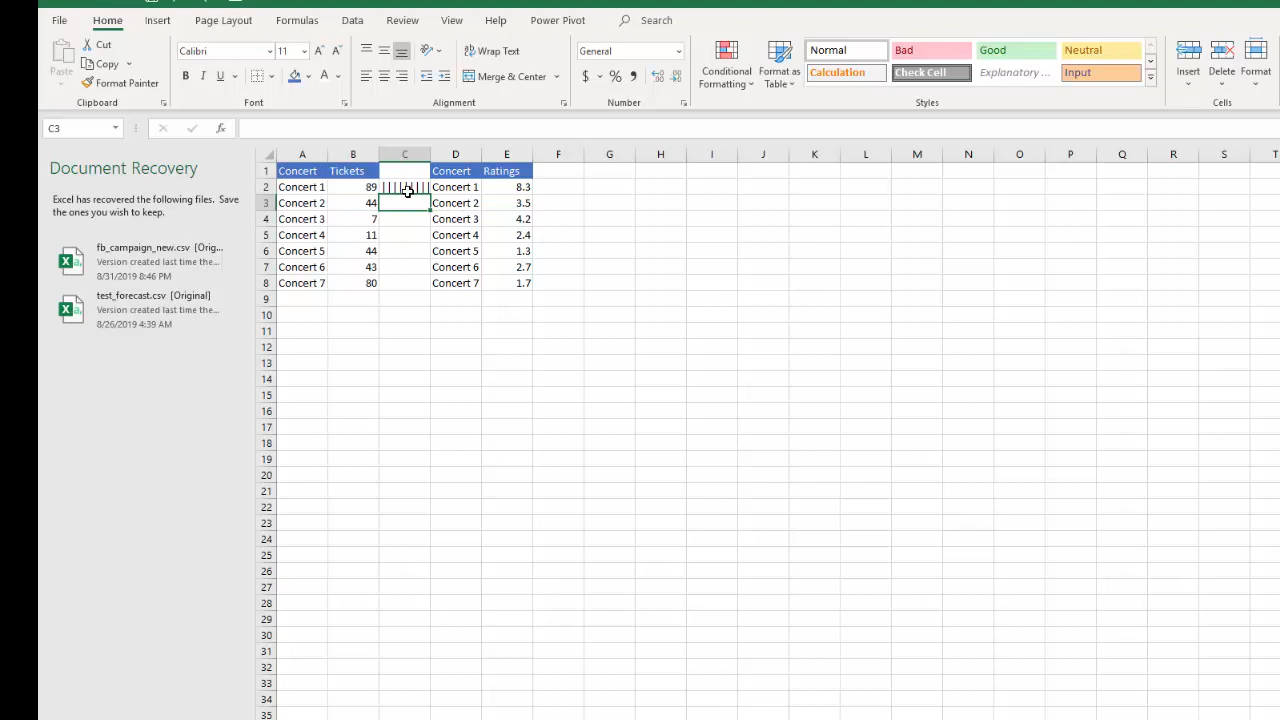 File Home Insert Page Layout Formulas Data Review View Help Power Pivot Search
Paste
Cut
Copy
Format Painter
Clipboard
Calibri 11 A A
B I U A
Font
Wrap Text
Merge & Center
Alignment
General
$ % ,
Number
Conditional
Formatting
Format as
Table
Normal Bad Good Neutral
Calculation Check Cell Explanatory ... Input
Styles
Insert Delete Format
Cells
C3 fx
Document Recovery
Excel has recovered the following files. Save
the ones you wish to keep.
fb_campaign_new.csv [Orig...
Version created last time the...
8/31/2019 8:46 PM
test_forecast.csv [Original]
Version created last time the...
8/26/2019 4:39 AM
A B C D E F G H I J K L M N O P Q R S T
1 Concert Tickets Concert Ratings
2 Concert 1 89 ||||||||| Concert 1 8.3
3 Concert 2 44 Concert 2 3.5
4 Concert 3 7 Concert 3 4.2
5 Concert 4 11 Concert 4 2.4
6 Concert 5 44 Concert 5 1.3
7 Concert 6 43 Concert 6 2.7
8 Concert 7 80 Concert 7 1.7
9
10
11
12
13
14
15
16
17
18
19
20
21
22
23
24
25
26
27
28
29
30
31
32
33
34
35